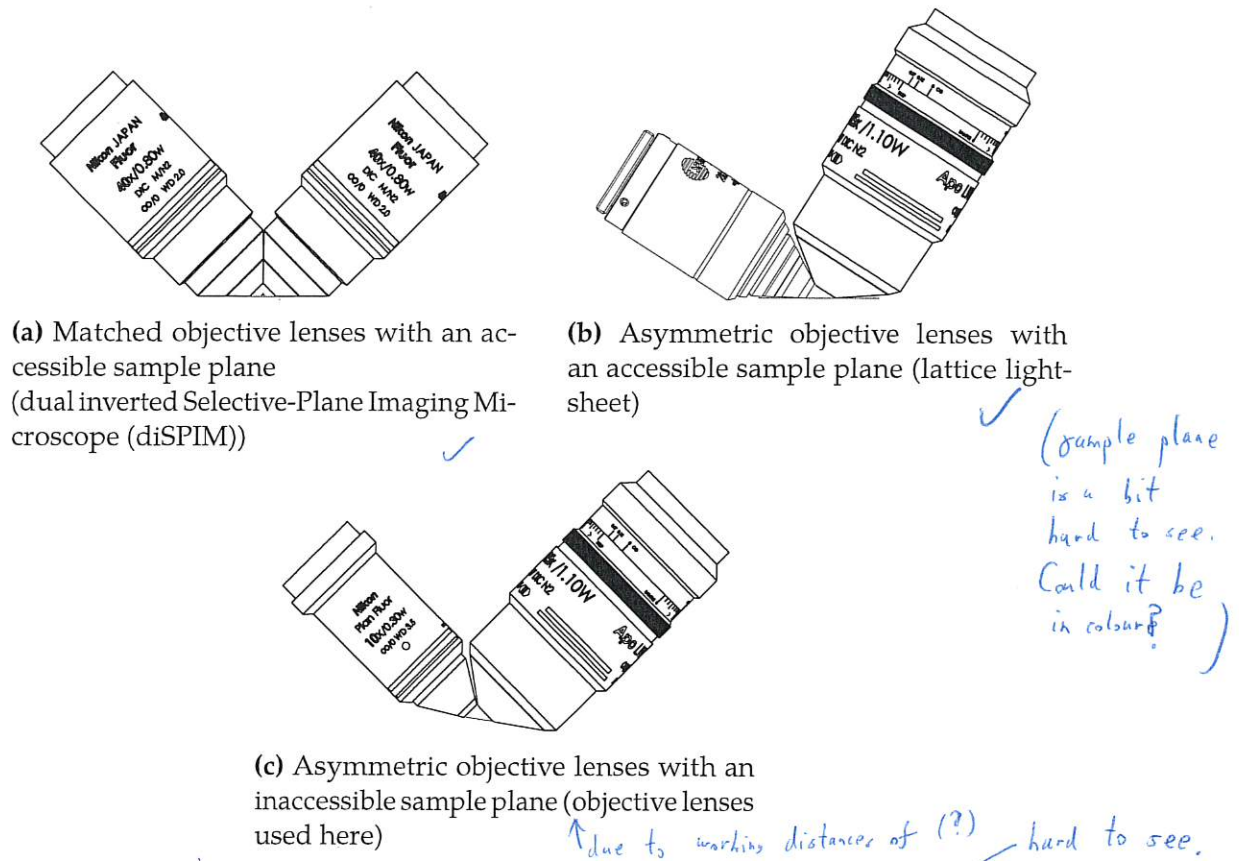 Nikon JAPAN
Fluor
40x/0.80w
DIC M/N2
∞/0 WD 2.0
Nikon JAPAN
Fluor
40x/0.80w
DIC M/N2
∞/0 WD 2.0
x/1.10W
DIC N2
Apo L
(a) Matched objective lenses with an ac-
cessible sample plane
(dual inverted Selective-Plane Imaging Mi-
croscope (diSPIM))
(b) Asymmetric objective lenses with
an accessible sample plane (lattice light-
sheet)
(sample plane
is a bit
hard to see.
Could it be
in colour?)
Nikon
Plan Fluor
10x/0.30w
∞/0 WD 3.5
x/1.10W
DIC N2
Apo L
(c) Asymmetric objective lenses with an
inaccessible sample plane (objective lenses
used here)
↑due to working distances of (?)
hard to see.